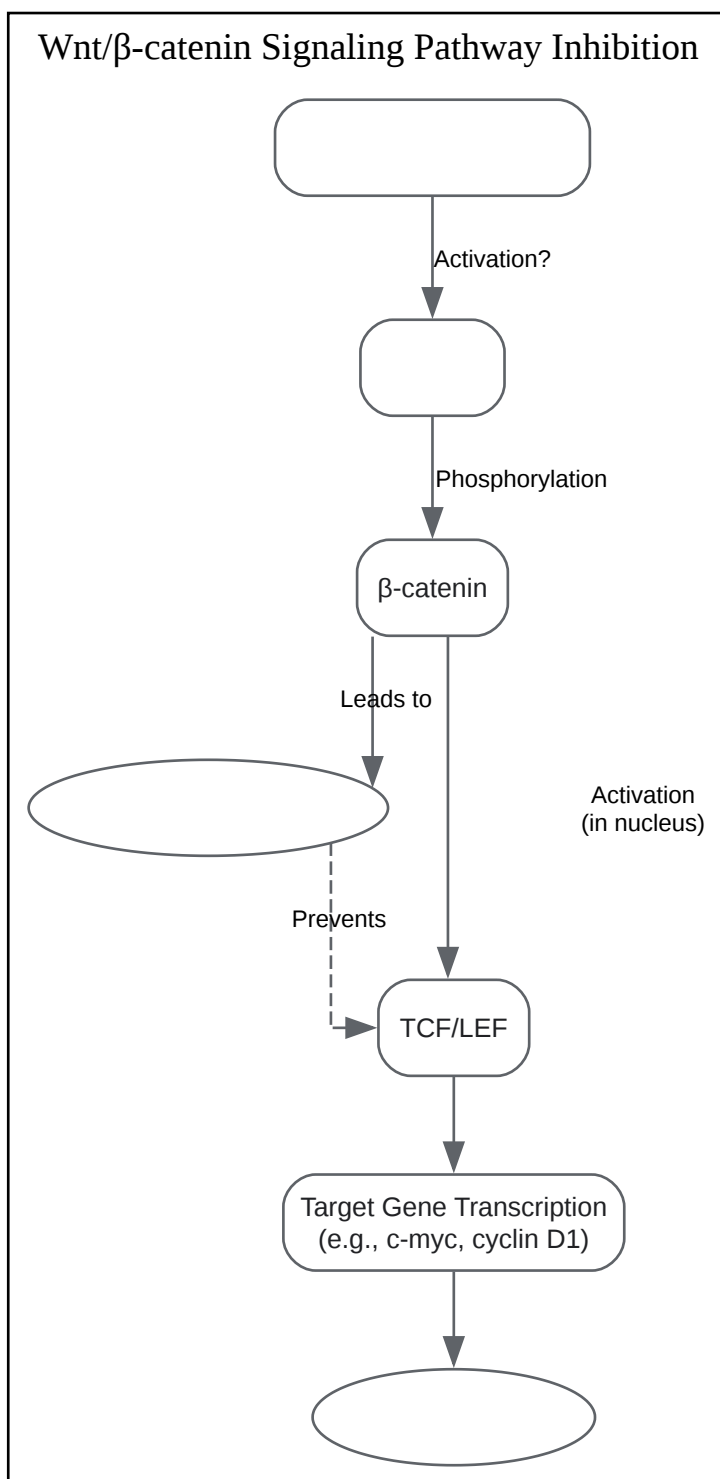 Wnt/β-catenin Signaling Pathway Inhibition
Activation?
Phosphorylation
β-catenin
Leads to
Activation
(in nucleus)
Prevents
TCF/LEF
Target Gene Transcription
(e.g., c-myc, cyclin D1)